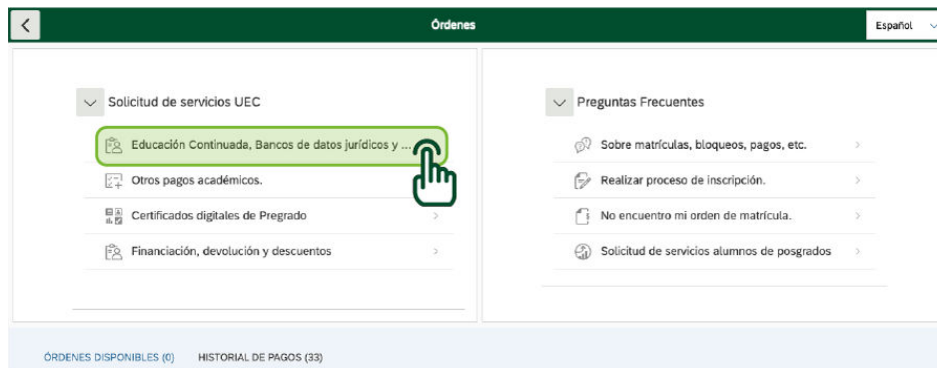 Órdenes
Español
Solicitud de servicios UEC
Educación Continuada, Bancos de datos jurídicos y ...
Otros pagos académicos.
Certificados digitales de Pregrado
Financiación, devolución y descuentos
Preguntas Frecuentes
Sobre matrículas, bloqueos, pagos, etc.
Realizar proceso de inscripción.
No encuentro mi orden de matrícula.
Solicitud de servicios alumnos de posgrados
ÓRDENES DISPONIBLES (0) HISTORIAL DE PAGOS (33)